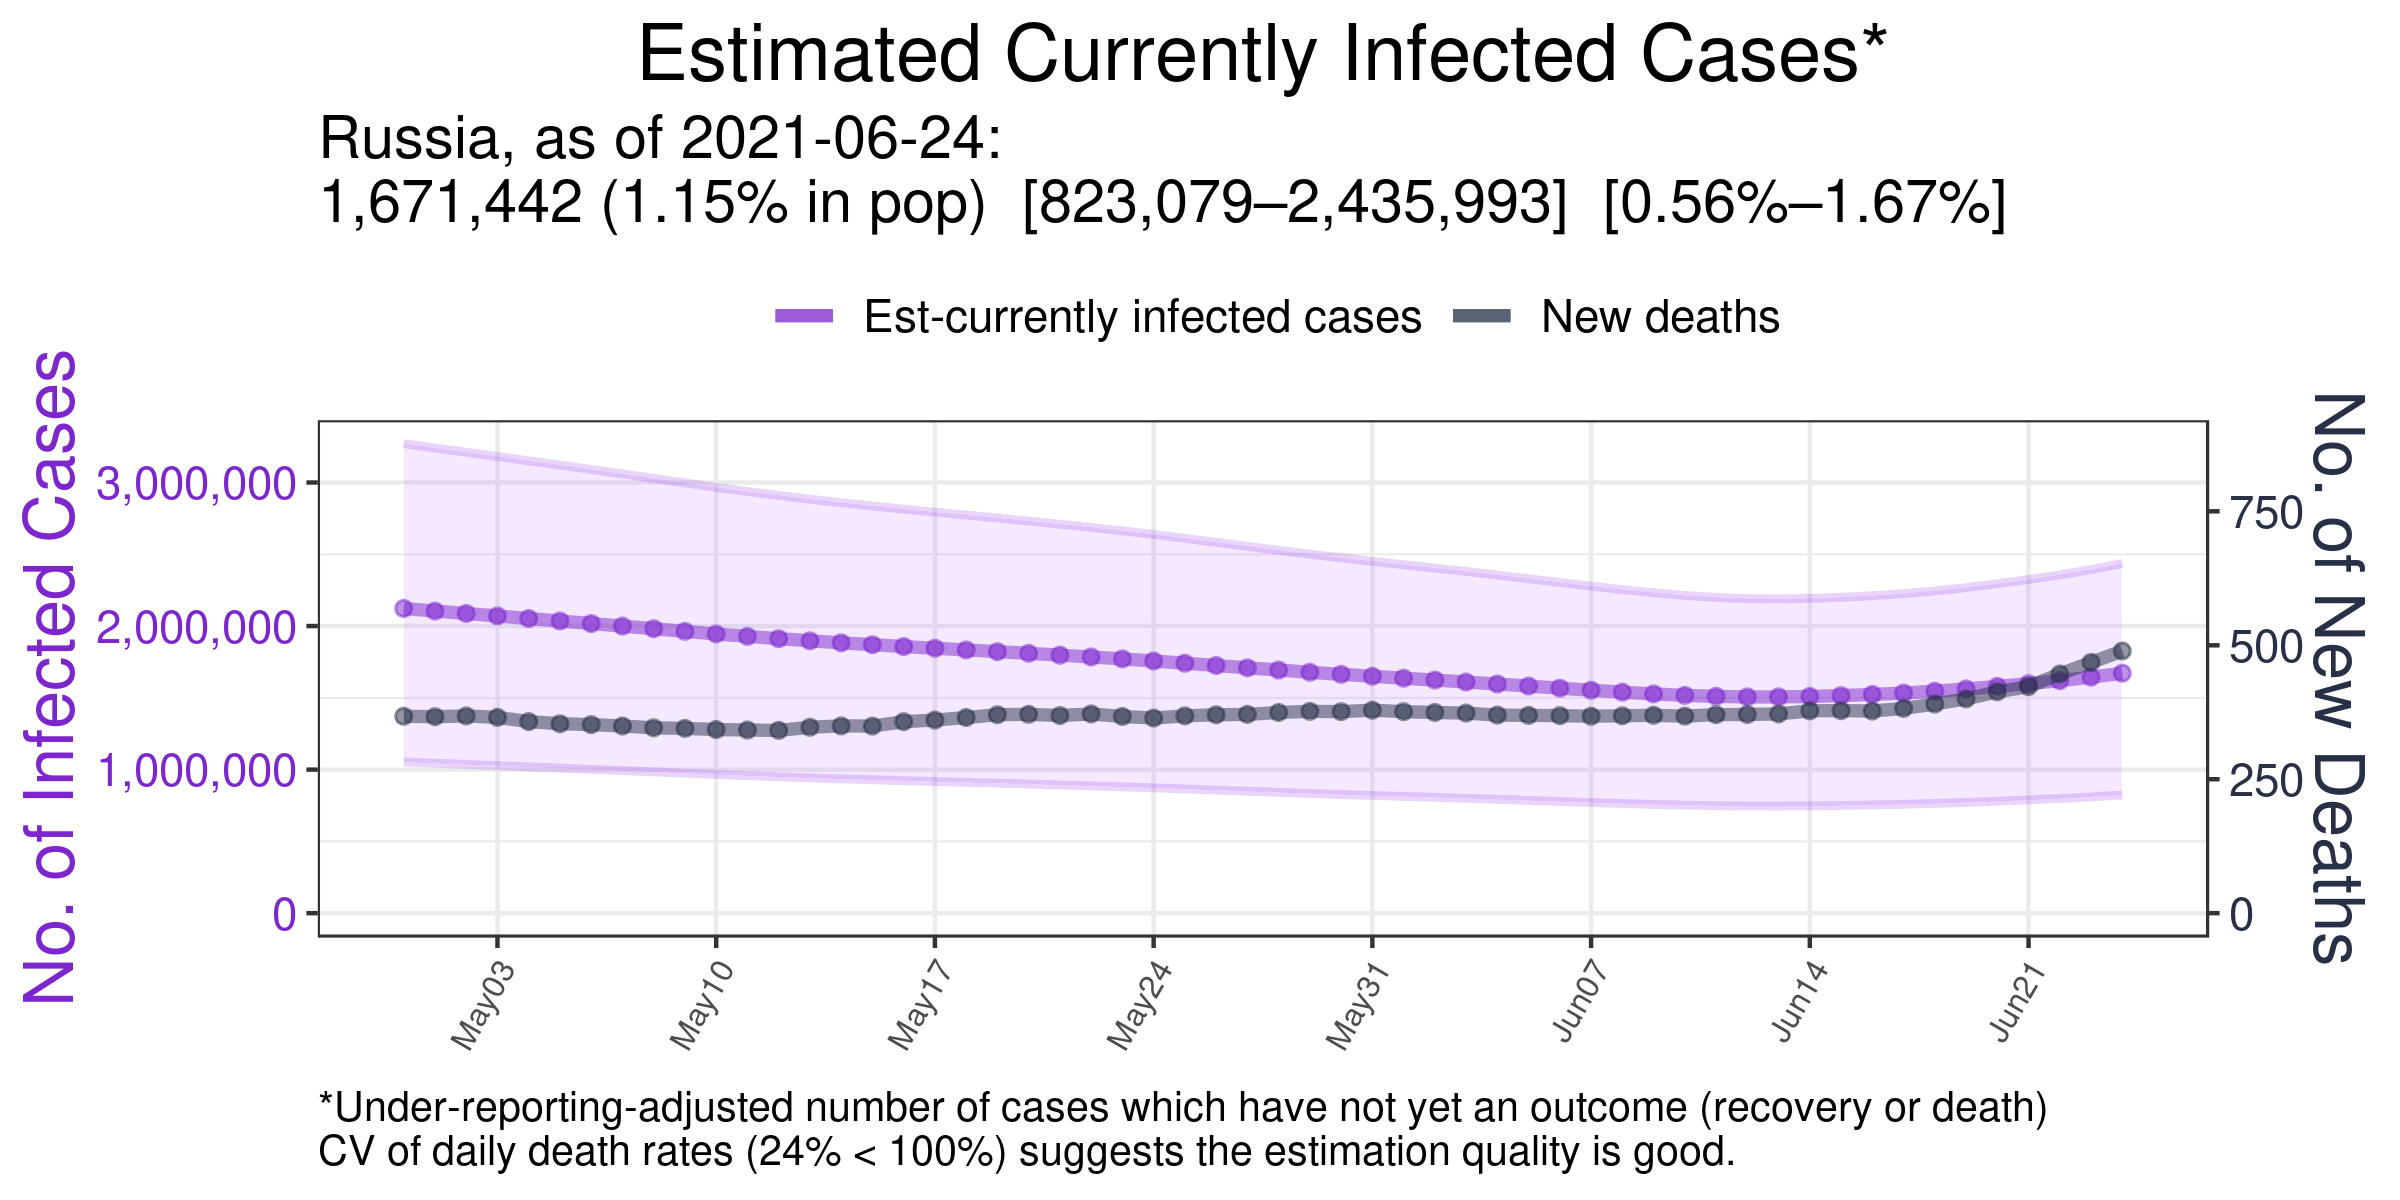 Estimated Currently Infected Cases*
Russia, as of 2021-06-24:
1,671,442 (1.15% in pop) [823,079–2,435,993] [0.56%–1.67%]
Est-currently infected cases New deaths
No. of Infected Cases
3,000,000
2,000,000
1,000,000
0
750
500
250
0
No. of New Deaths
May03 May10 May17 May24 May31 Jun07 Jun14 Jun21
*Under-reporting-adjusted number of cases which have not yet an outcome (recovery or death)
CV of daily death rates (24% < 100%) suggests the estimation quality is good.